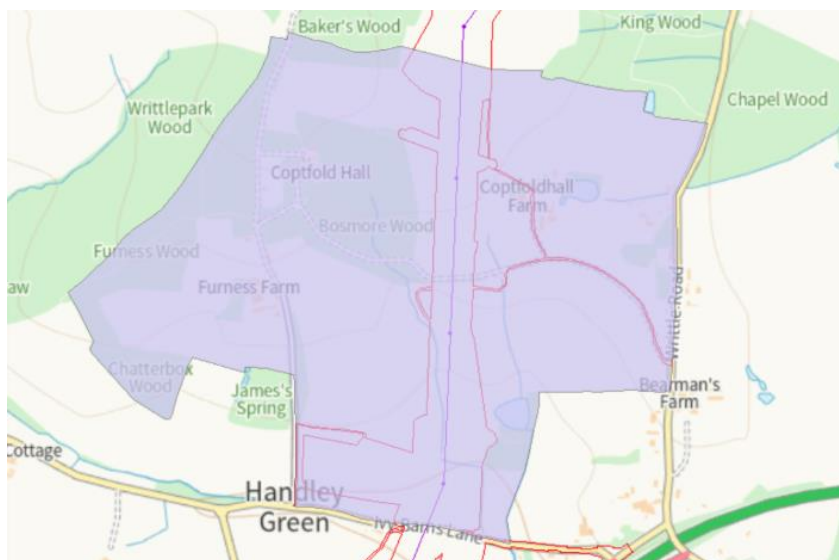 Baker's Wood
King Wood
Writtlepark
Wood
Chapel Wood
Coptfold Hall
Coptfoldhall
Farm
Bosmore Wood
Furness Wood
aw
Furness Farm
Writtle Road
Chatterbox
Wood
James's
Spring
Bearman's
Farm
Cottage
Handley
Green
Ivy Barns Lane